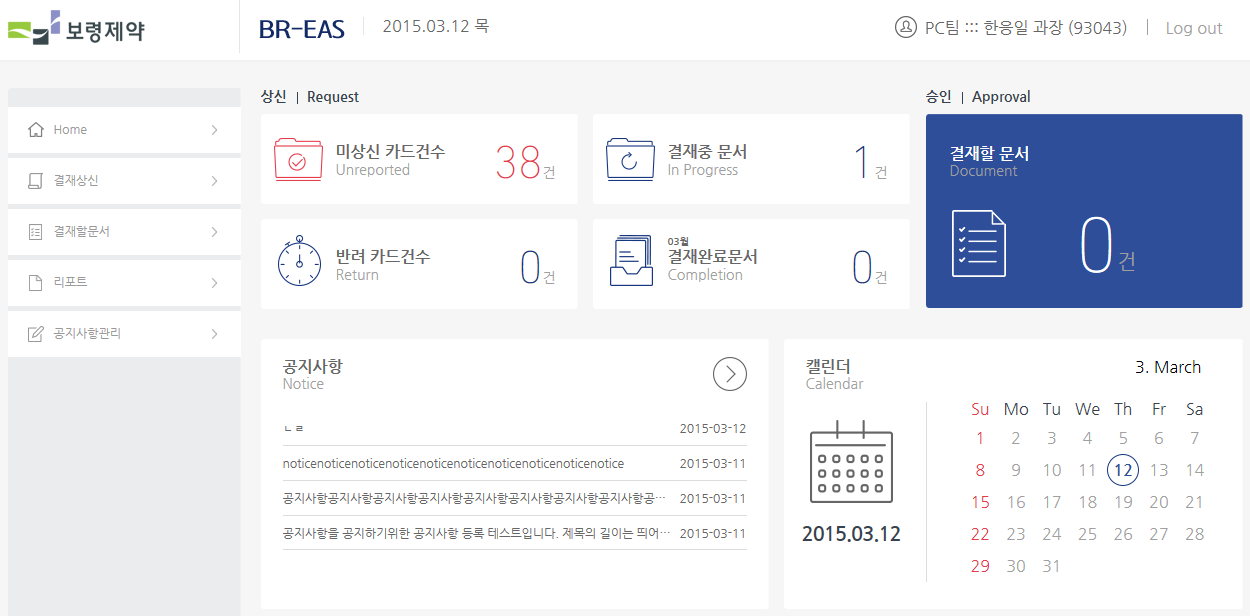 보령제약
BR-EAS
2015.03.12 목
PC팀 ::: 한응일 과장 (93043)
Log out
Home
결재상신
결재할문서
리포트
공지사항관리
상신 | Request
미상신 카드건수
Unreported
38건
결재중 문서
In Progress
1 건
반려 카드건수
Return
0건
03월
결재완료문서
Completion
0건
승인 | Approval
결재할 문서
Document
0건
공지사항
Notice
ㄴㄹ 2015-03-12
noticenoticenoticenoticenoticenoticenoticenoticenoticenotice 2015-03-11
공지사항공지사항공지사항공지사항공지사항공지사항공지사항공지사항공… 2015-03-11
공지사항을 공지하기위한 공지사항 등록 테스트입니다. 제목의 길이는 띄어… 2015-03-11
캘린더
Calendar
2015.03.12
3. March
Su Mo Tu We Th Fr Sa
1 2 3 4 5 6 7
8 9 10 11 12 13 14
15 16 17 18 19 20 21
22 23 24 25 26 27 28
29 30 31